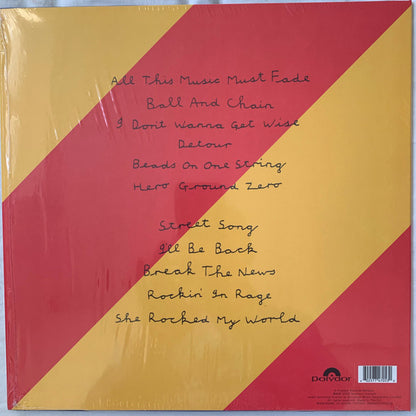 All This Music Must Fade
Ball And Chain
I Don't Wanna Get Wise
Detour
Beads On One String
Hero Ground Zero
Street Song
I'll Be Back
Break The News
Rockin' In Rage
She Rocked My World
polydor